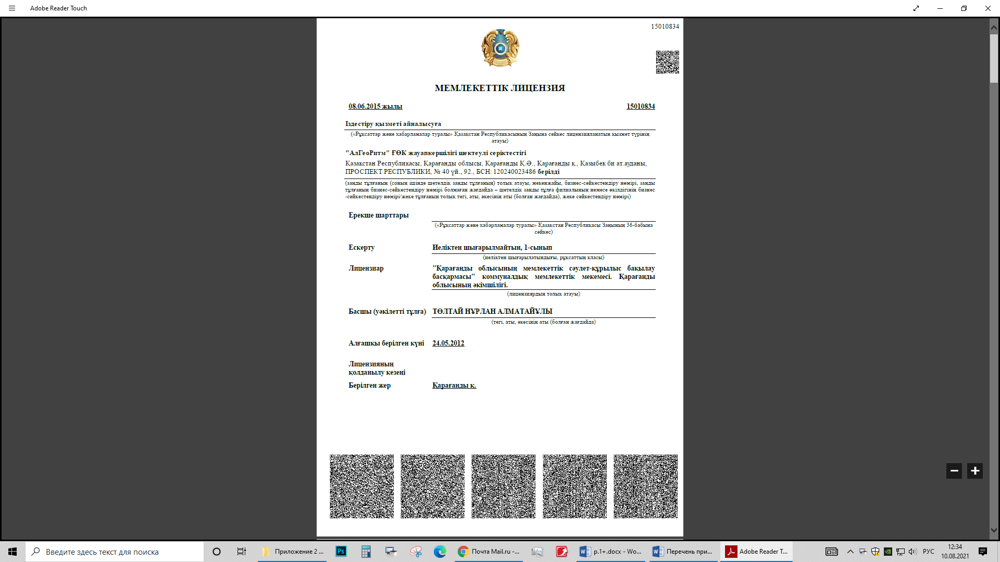 Adobe Reader Touch
15010834
МЕМЛЕКЕТТІК ЛИЦЕНЗИЯ
08.06.2015 жылы 15010834
Іздестіру қызметі айналысуға
(«Рұқсаттар және хабарламалар туралы» Қазақстан Республикасының Заңына сәйкес лицензияланатын қызмет түрінің
атауы)
"АлГеоРитм" ҒӨК жауапкершілігі шектеулі серіктестігі
Қазақстан Республикасы, Қарағанды облысы, Қарағанды Қ.Ә., Қарағанды қ., Қазыбек би ат.ауданы,
ПРОСПЕКТ РЕСПУБЛИКИ, № 40 үй., 92., БСН: 120240023486 берілді
(заңды тұлғаның (соның ішінде шетелдік заңды тұлғаның) толық атауы, мекенжайы, бизнес-сәйкестендіру нөмірі, заңды
тұлғаның бизнес-сәйкестендіру нөмірі болмаған жағдайда – шетелдік заңды тұлға филиалының немесе өкілдігінің бизнес
-сәйкестендіру нөмірі/жеке тұлғаның толық тегі, аты, әкесінің аты (болған жағдайда), жеке сәйкестендіру нөмірі)
Ерекше шарттары
(«Рұқсаттар және хабарламалар туралы» Қазақстан Республикасы Заңының 36-бабына
сәйкес)
Ескерту Иеліктен шығарылмайтын, 1-сынып
(иеліктен шығарылатындығы, рұқсаттың класы)
Лицензиар "Қарағанды облысының мемлекеттік сәулет-құрылыс бақылау
басқармасы" коммуналдық мемлекеттік мекемесі. Қарағанды
облысының әкімшілігі.
(лицензиярдың толық атауы)
Басшы (уәкілетті тұлға) ТӨЛТАЙ НҰРЛАН АЛМАТАЙҰЛЫ
(тегі, аты, әкесінің аты (болған жағдайда)
Алғашқы берілген күні 24.05.2012
Лицензияның
қолданылу кезеңі
Берілген жер Қарағанды қ.
Введите здесь текст для поиска
Приложение 2 ...
Почта Mail.ru -...
р.1+.docx - Wo...
Перечень при...
Adobe Reader T...
РУС
12:34
10.08.2021